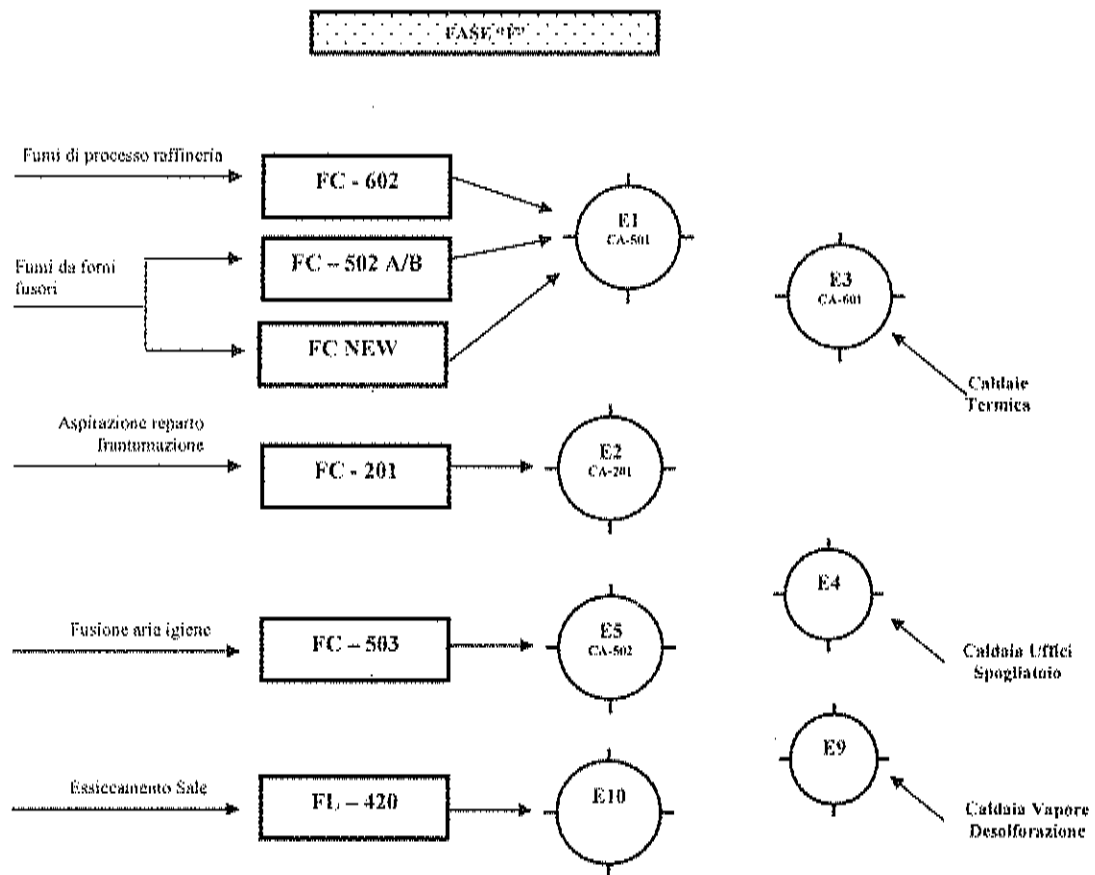 FASE "F"
Fumi di processo raffineria
FC - 602
E1
CA-501
FC – 502 A/B
Fumi da forni
fusori
E3
CA-601
FC NEW
Caldaie
Termica
Aspirazione reparto
frantumazione
FC - 201
E2
CA-201
E4
Fusione aria igiene
FC – 503
E5
CA-502
Caldaia Uffici
Spogliatoio
E9
Essiccamento Sale
FL – 420
E10
Caldaia Vapore
Desolforazione